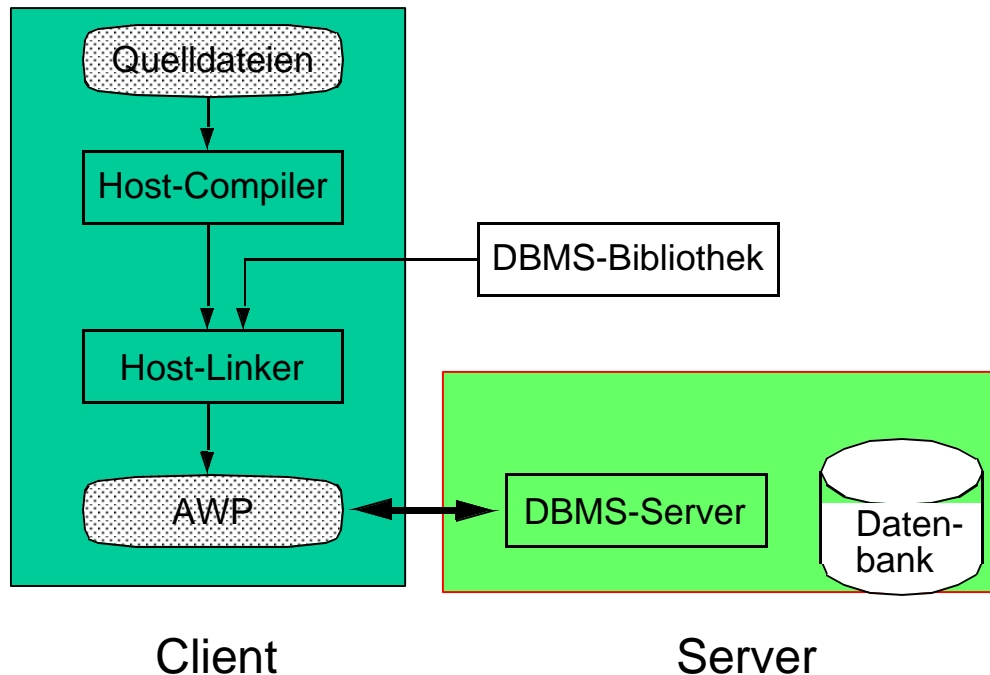 Quelldateien
Host-Compiler
DBMS-Bibliothek
Host-Linker
AWP
DBMS-Server
Daten-
bank
Client
Server